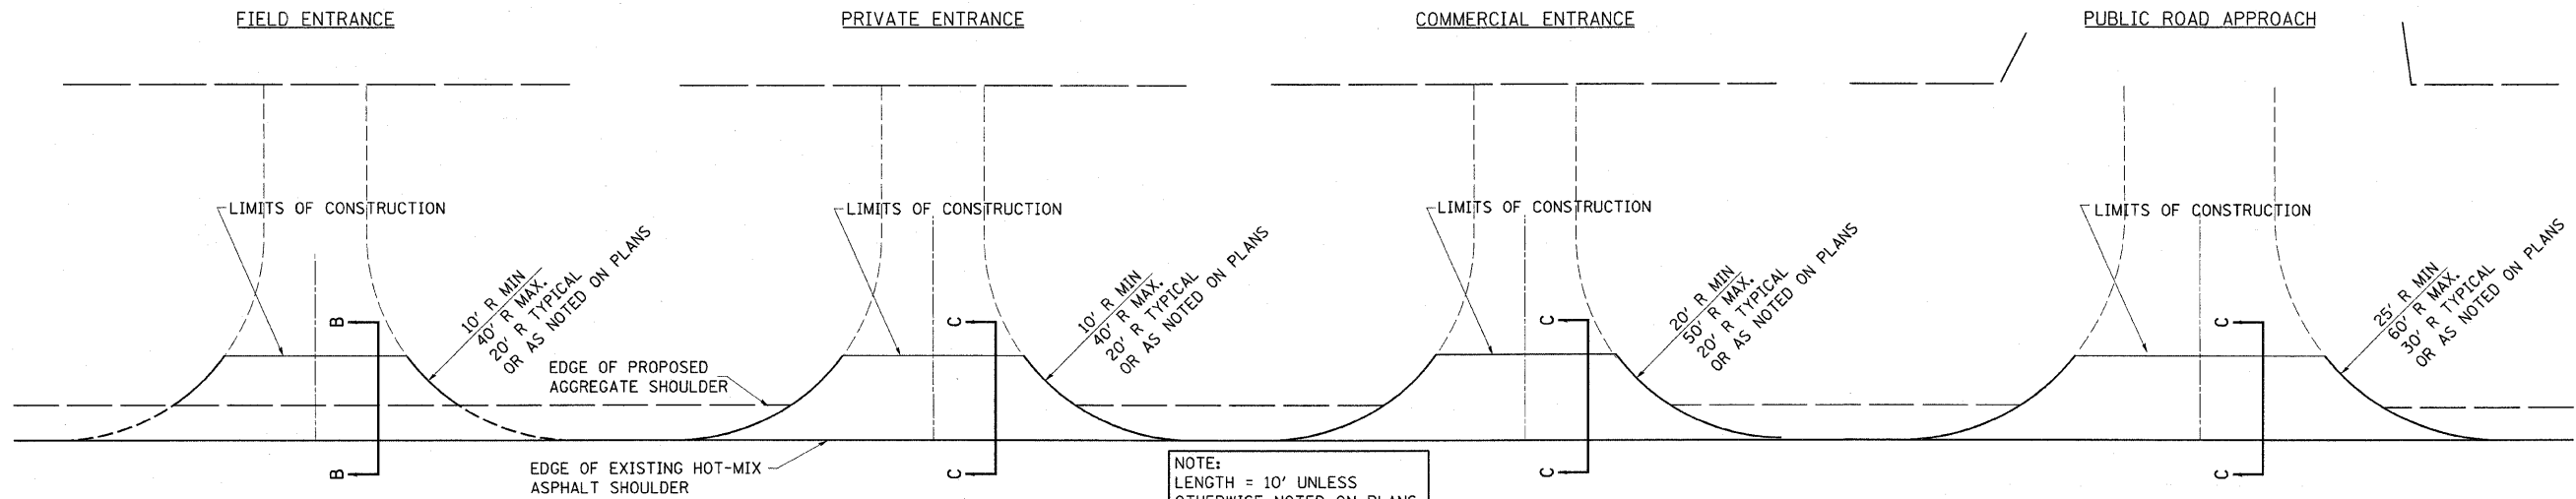 FIELD ENTRANCE
PRIVATE ENTRANCE
COMMERCIAL ENTRANCE
PUBLIC ROAD APPROACH
LIMITS OF CONSTRUCTION
LIMITS OF CONSTRUCTION
LIMITS OF CONSTRUCTION
LIMITS OF CONSTRUCTION
10' R MIN
40' R MAX.
20' R TYPICAL
OR AS NOTED ON PLANS
10' R MIN
40' R MAX.
20' R TYPICAL
OR AS NOTED ON PLANS
20' R MIN
50' R MAX.
20' R TYPICAL
OR AS NOTED ON PLANS
25' R MIN
60' R MAX.
30' R TYPICAL
OR AS NOTED ON PLANS
B
C
C
C
EDGE OF PROPOSED
AGGREGATE SHOULDER
B
C
C
C
EDGE OF EXISTING HOT-MIX
ASPHALT SHOULDER
NOTE:
LENGTH = 10' UNLESS
OTHERWISE NOTED ON PLANS